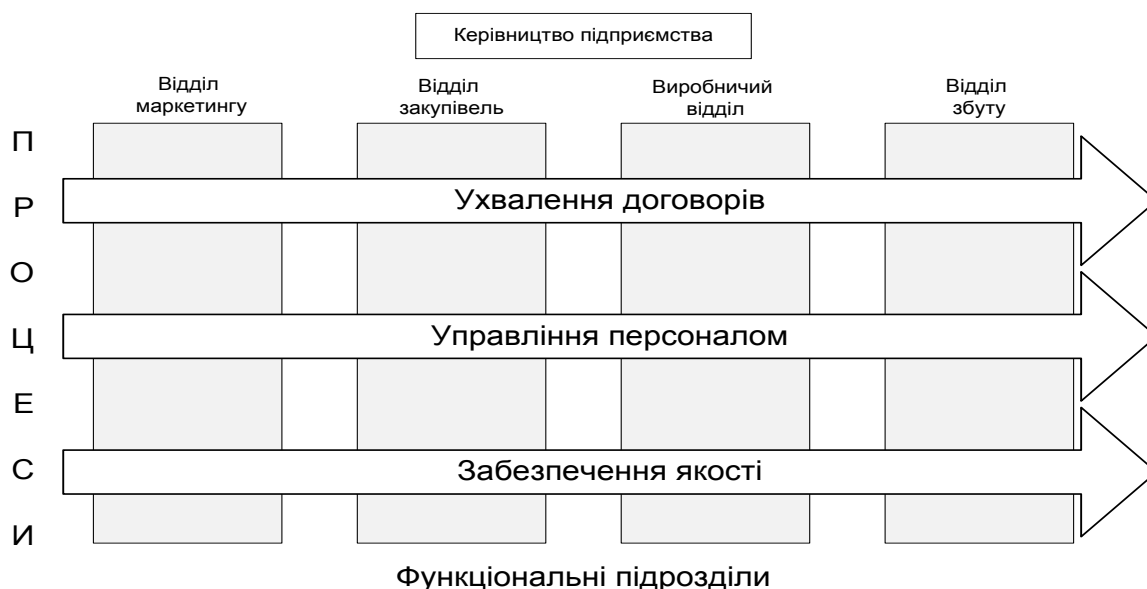 Керівництво підприємства
Відділ
маркетингу
Відділ
закупівель
Виробничий
відділ
Відділ
збуту
П
Р
О
Ц
Е
С
И
Ухвалення договорів
Управління персоналом
Забезпечення якості
Функціональні підрозділи